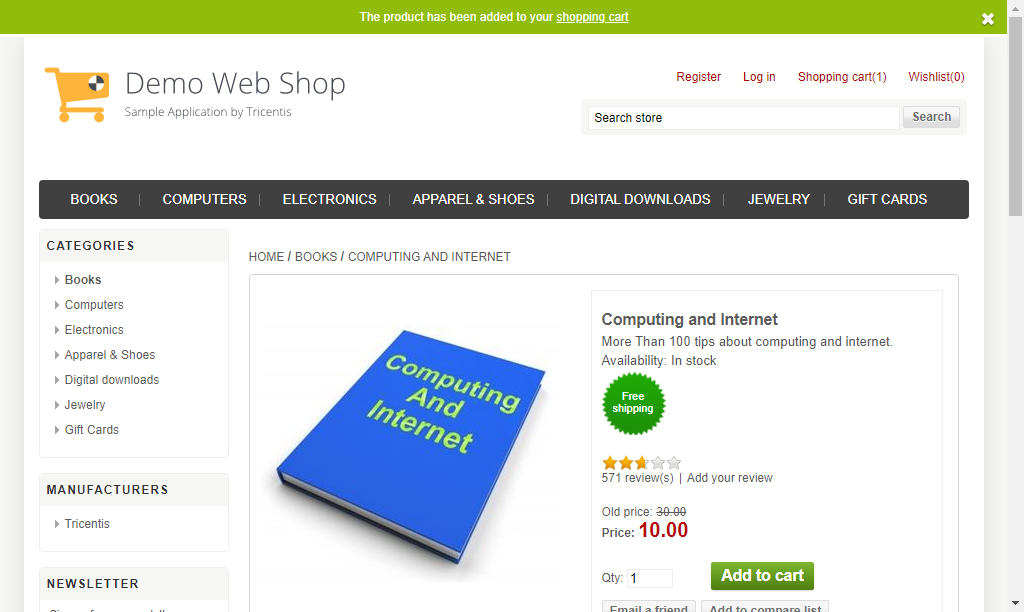 The product has been added to your shopping cart
Demo Web Shop
Sample Application by Tricentis
Register Log in Shopping cart(1) Wishlist(0)
Search store Search
BOOKS COMPUTERS ELECTRONICS APPAREL & SHOES DIGITAL DOWNLOADS JEWELRY GIFT CARDS
CATEGORIES
Books
Computers
Electronics
Apparel & Shoes
Digital downloads
Jewelry
Gift Cards
MANUFACTURERS
Tricentis
NEWSLETTER
HOME / BOOKS / COMPUTING AND INTERNET
Computing
And
Internet
Computing and Internet
More Than 100 tips about computing and internet.
Availability: In stock
Free
shipping
571 review(s) | Add your review
Old price: 30.00
Price: 10.00
Qty: 1 Add to cart
Email a friend Add to compare list